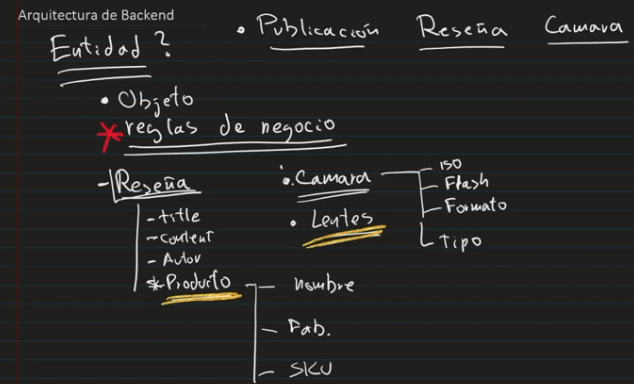 Arquitectura de Backend
Entidad?
• Publicación Reseña Camara
• Objeto
* reglas de negocio
- Reseña
- title
- content
- Autor
* Producto
- nombre
- Fab.
- SKU
• Camara
- ISO
- Flash
- Formato
Tipo
• Lentes